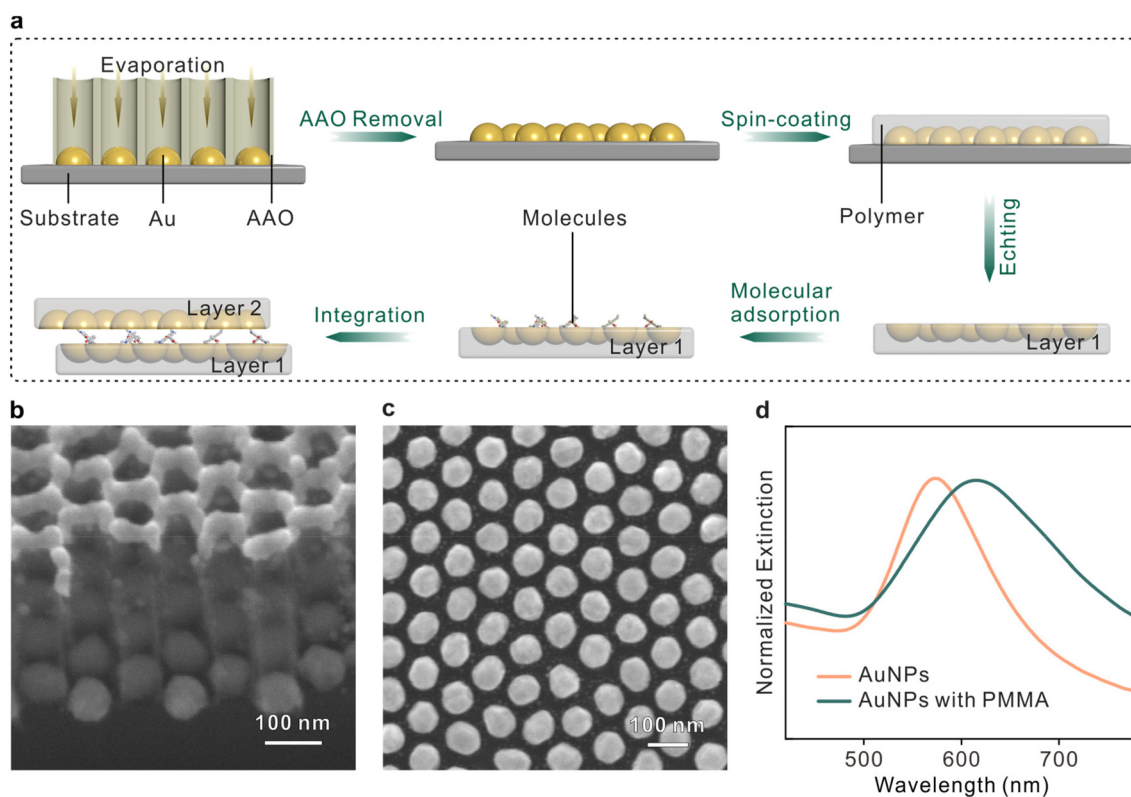 a
Evaporation
AAO Removal
Spin-coating
Substrate
Au
AAO
Molecules
Polymer
Echting
Layer 2
Layer 1
Integration
Layer 1
Molecular
adsorption
Layer 1
b
100 nm
c
100 nm
d
Normalized Extinction
AuNPs
AuNPs with PMMA
500
600
700
Wavelength (nm)